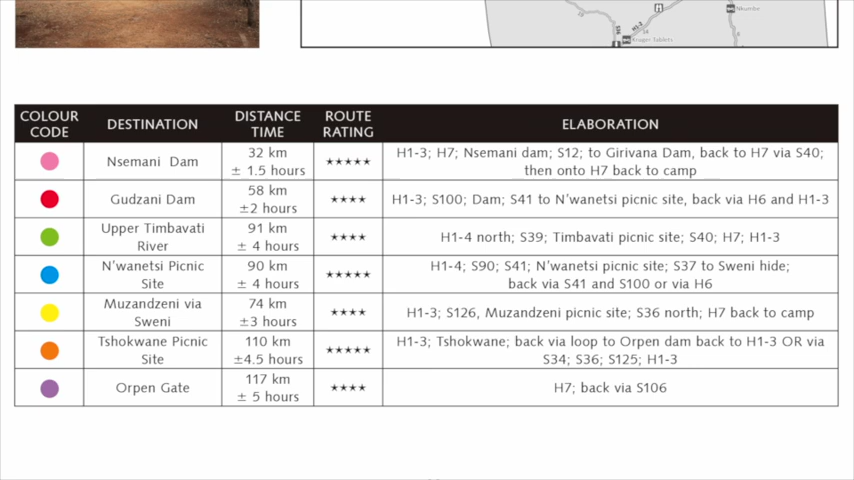 H1-2
Nkumbe
Kruger Tablets
COLOUR CODE DESTINATION DISTANCE TIME ROUTE RATING ELABORATION
Nsemani Dam 32 km ± 1.5 hours ★★★★★ H1-3; H7; Nsemani dam; S12; to Girivana Dam, back to H7 via S40; then onto H7 back to camp
Gudzani Dam 58 km ±2 hours ★★★★ H1-3; S100; Dam; S41 to N'wanetsi picnic site, back via H6 and H1-3
Upper Timbavati River 91 km ± 4 hours ★★★★ H1-4 north; S39; Timbavati picnic site; S40; H7; H1-3
N'wanetsi Picnic Site 90 km ± 4 hours ★★★★★ H1-4; S90; S41; N'wanetsi picnic site; S37 to Sweni hide; back via S41 and S100 or via H6
Muzandzeni via Sweni 74 km ±3 hours ★★★★ H1-3; S126, Muzandzeni picnic site; S36 north; H7 back to camp
Tshokwane Picnic Site 110 km ±4.5 hours ★★★★★ H1-3; Tshokwane; back via loop to Orpen dam back to H1-3 OR via S34; S36; S125; H1-3
Orpen Gate 117 km ± 5 hours ★★★★ H7; back via S106